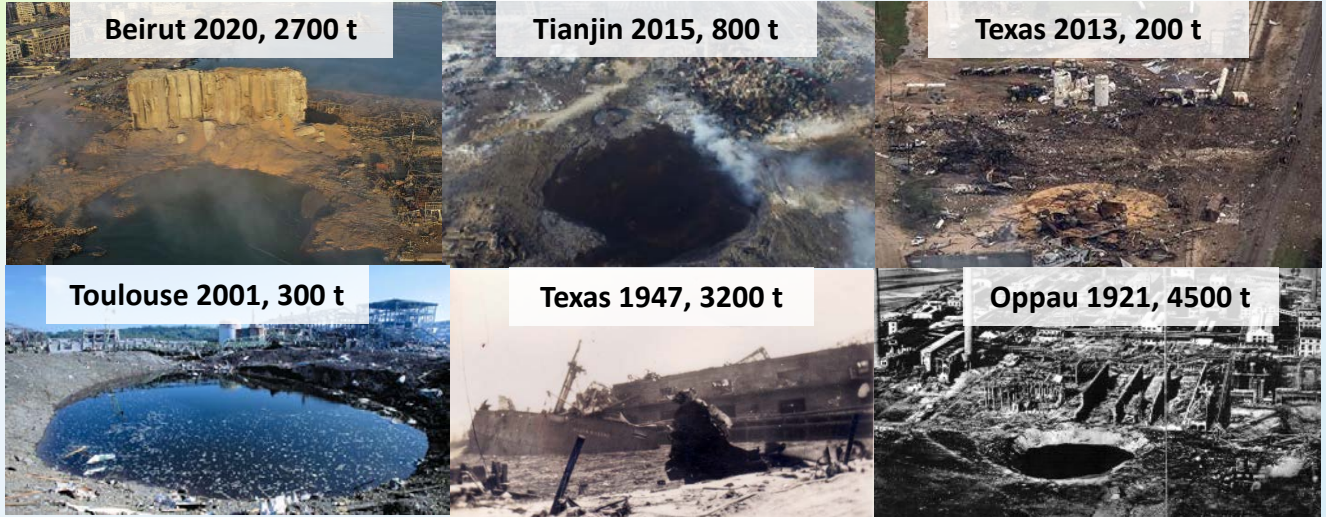 Beirut 2020, 2700 t
Tianjin 2015, 800 t
Texas 2013, 200 t
Toulouse 2001, 300 t
Texas 1947, 3200 t
Oppau 1921, 4500 t